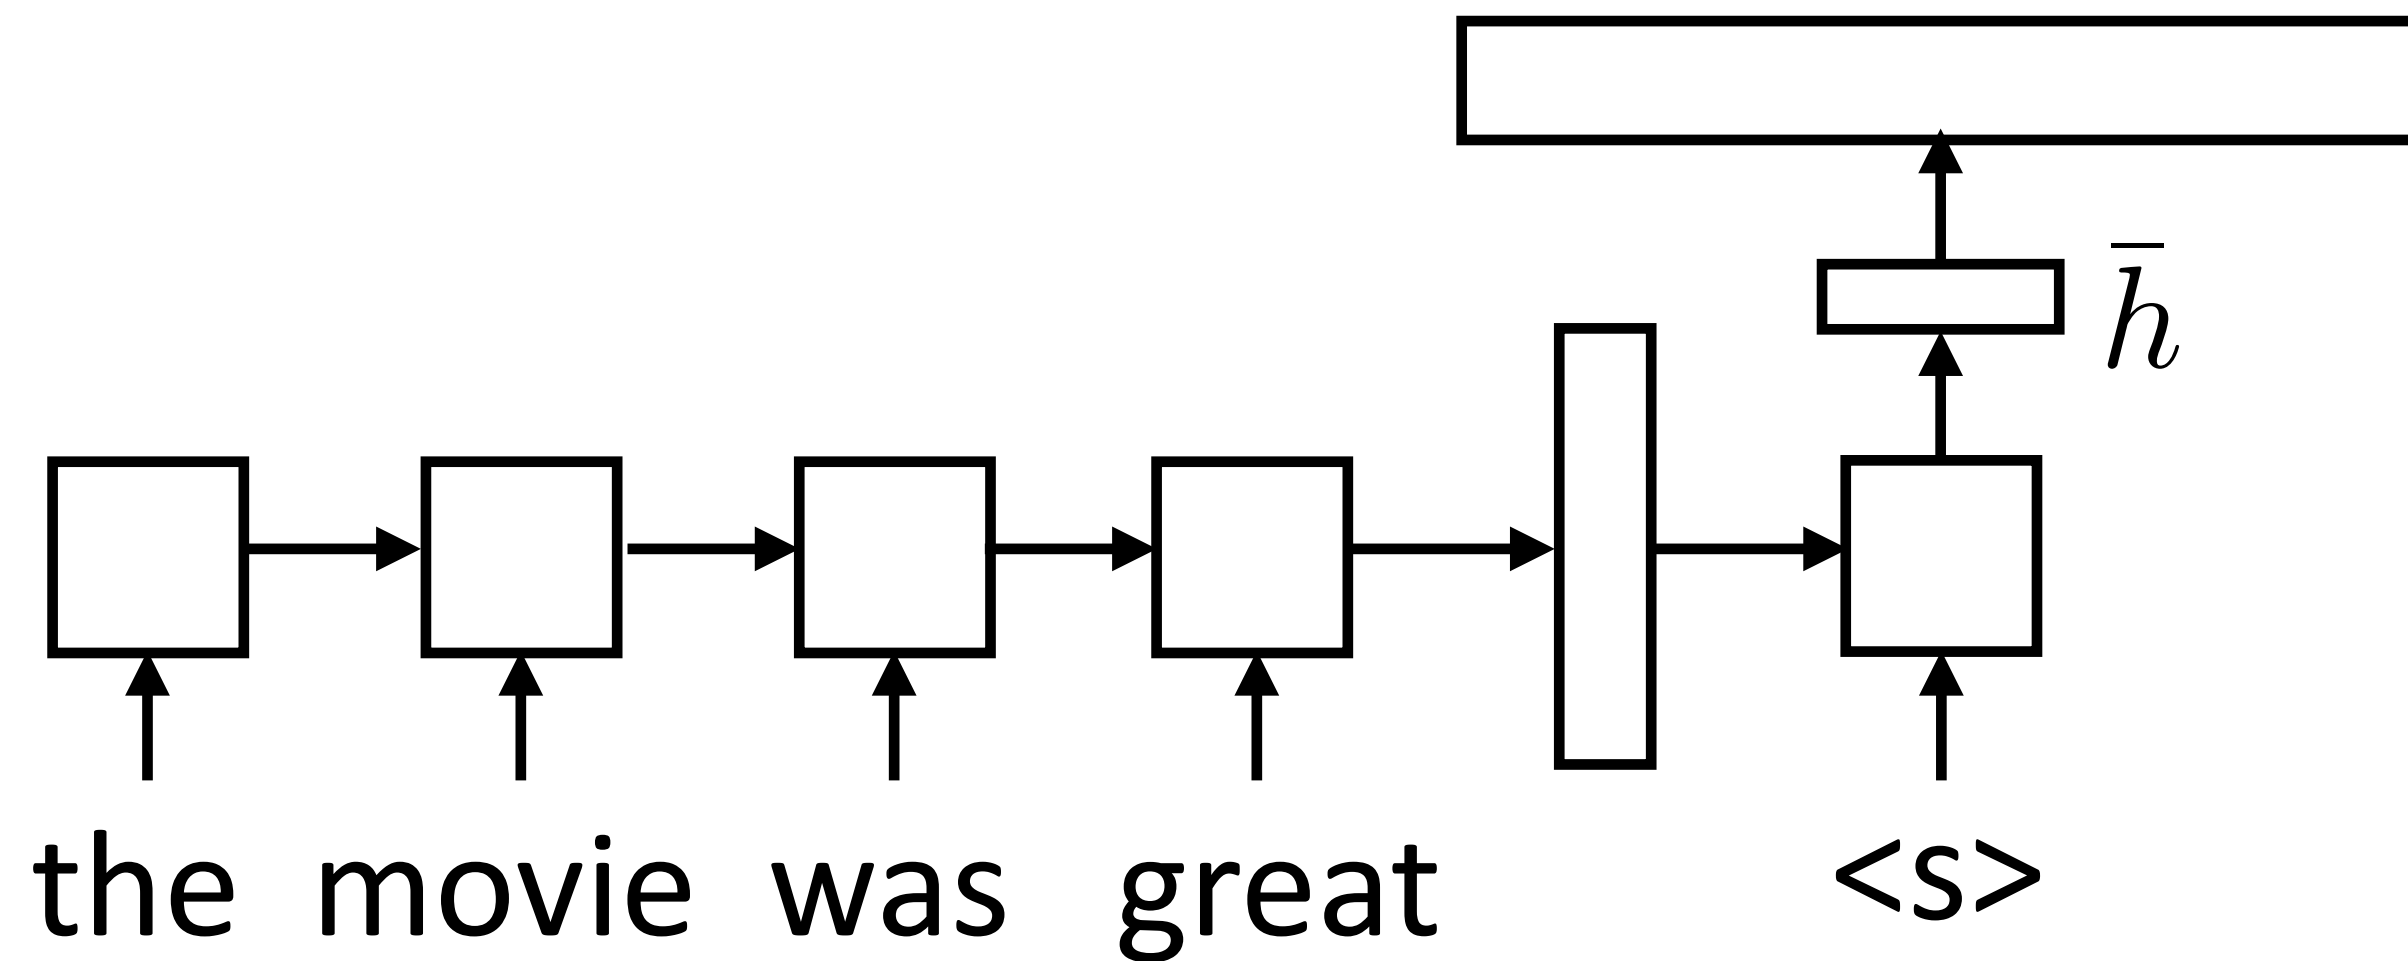 h̄
the movie was great <s>